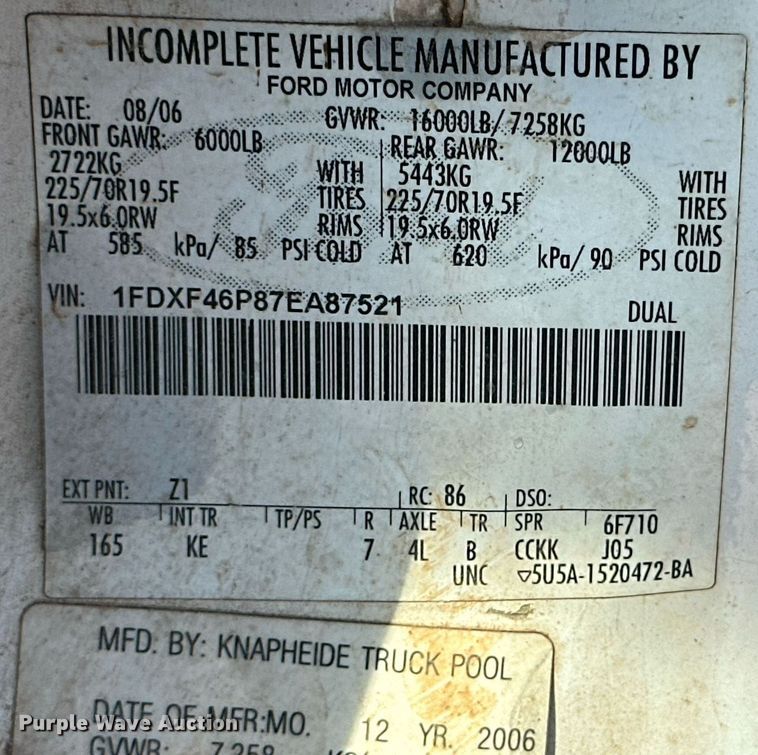 INCOMPLETE VEHICLE MANUFACTURED BY
FORD MOTOR COMPANY
DATE: 08/06 GVWR: 16000LB/ 7258KG
FRONT GAWR: 6000LB REAR GAWR: 12000LB
2722KG WITH 5443KG WITH
225/70R19.5F TIRES 225/70R19.5F TIRES
19.5x6.0RW RIMS 19.5x6.0RW RIMS
AT 585 kPa/ 85 PSI COLD AT 620 kPa/ 90 PSI COLD
VIN: 1FDXF46P87EA87521 DUAL
EXT PNT: Z1 RC: 86 DSO:
WB INT TR TP/PS R AXLE TR SPR 6F710
165 KE 7 4L B CCKK J05
UNC ▽5U5A-1520472-BA
MFD. BY: KNAPHEIDE TRUCK POOL
DATE OF MFR:MO. 12 YR. 2006
GVWR: 7,258
Purple Wave Auction